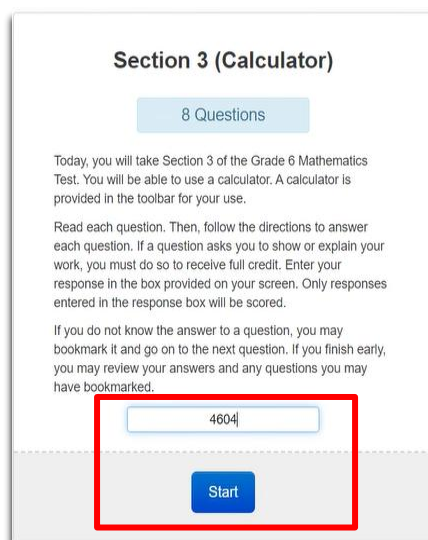 Section 3 (Calculator)
8 Questions
Today, you will take Section 3 of the Grade 6 Mathematics
Test. You will be able to use a calculator. A calculator is
provided in the toolbar for your use.
Read each question. Then, follow the directions to answer
each question. If a question asks you to show or explain your
work, you must do so to receive full credit. Enter your
response in the box provided on your screen. Only responses
entered in the response box will be scored.
If you do not know the answer to a question, you may
bookmark it and go on to the next question. If you finish early,
you may review your answers and any questions you may
have bookmarked.
4604
Start